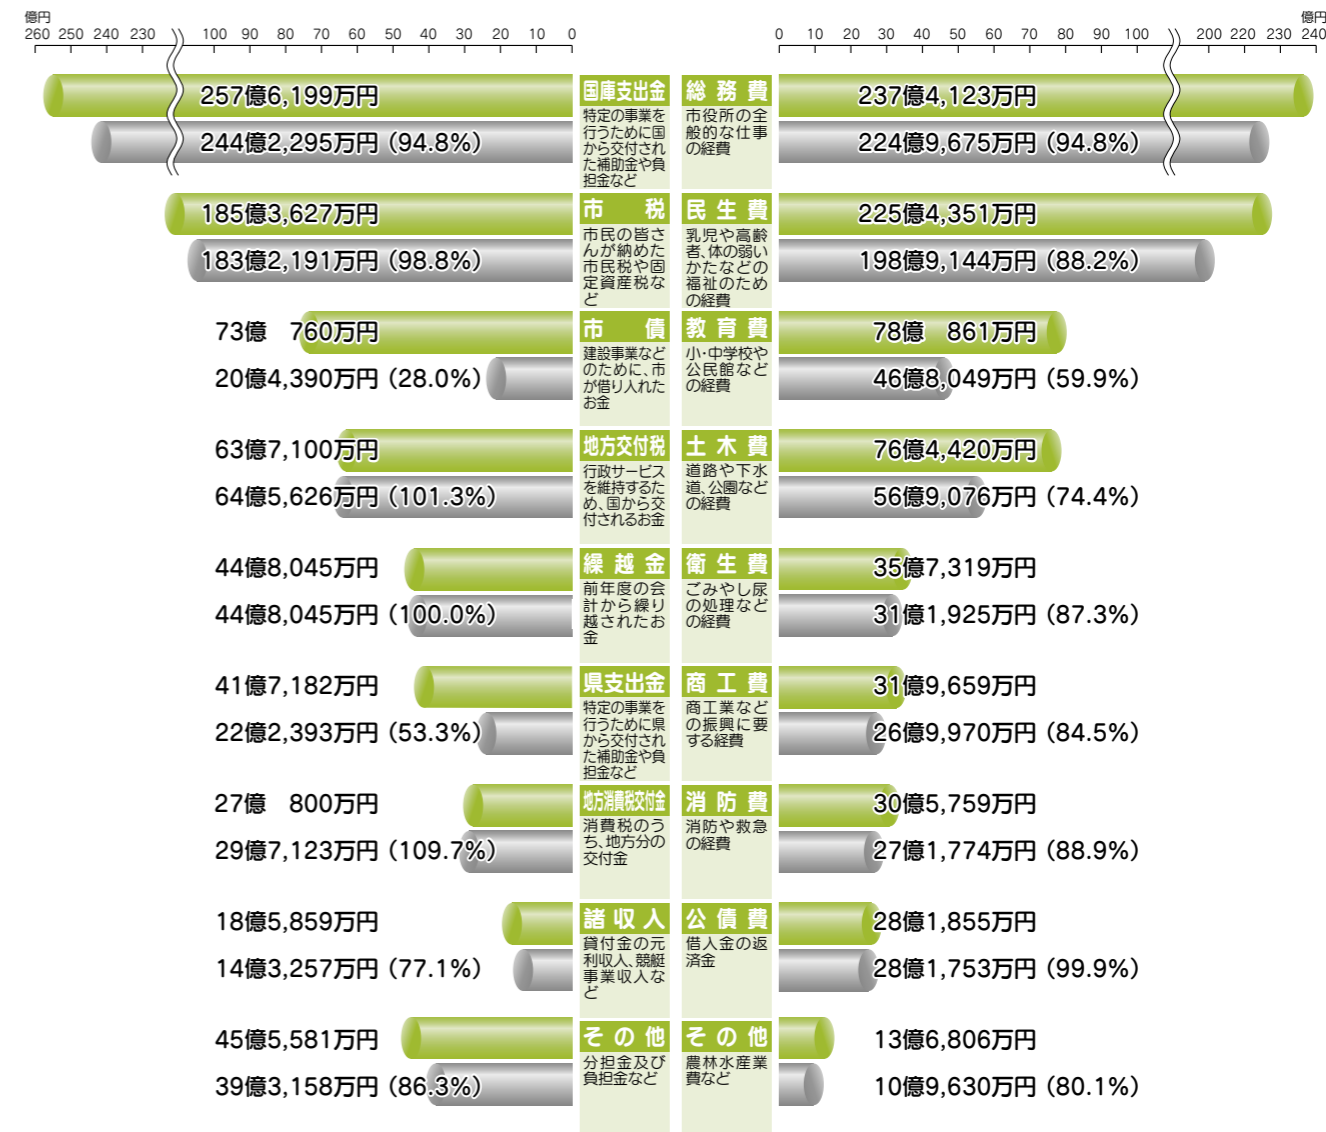 億円
260 250 240 230 100 90 80 70 60 50 40 30 20 10 0
億円
0 10 20 30 40 50 60 70 80 90 100 200 220 230 240
257億6,199万円
244億2,295万円（94.8%）
国庫支出金
特定の事業を
行うために国
から交付され
た補助金や負
担金など
総務費
市役所の全
般的な仕事
の経費
237億4,123万円
224億9,675万円（94.8%）
185億3,627万円
183億2,191万円（98.8%）
市税
市民の皆さ
んが納めた
市民税や固
定資産税な
ど
民生費
乳児や高齢
者、体の弱い
かたなどの
福祉のため
の経費
225億4,351万円
198億9,144万円（88.2%）
73億　760万円
20億4,390万円（28.0%）
市債
建設事業など
のために、市
が借り入れた
お金
教育費
小・中学校や
公民館など
の経費
78億　861万円
46億8,049万円（59.9%）
63億7,100万円
64億5,626万円（101.3%）
地方交付税
行政サービス
を維持するた
め、国から交
付されるお金
土木費
道路や下水
道、公園など
の経費
76億4,420万円
56億9,076万円（74.4%）
44億8,045万円
44億8,045万円（100.0%）
繰越金
前年度の会
計から繰り
越されたお
金
衛生費
ごみやし尿
の処理など
の経費
35億7,319万円
31億1,925万円（87.3%）
41億7,182万円
22億2,393万円（53.3%）
県支出金
特定の事業を
行うために県
から交付され
た補助金や負
担金など
商工費
商工業など
の振興に要
する経費
31億9,659万円
26億9,970万円（84.5%）
27億　800万円
29億7,123万円（109.7%）
地方消費税交付金
消費税のう
ち、地方分の
交付金
消防費
消防や救急
の経費
30億5,759万円
27億1,774万円（88.9%）
18億5,859万円
14億3,257万円（77.1%）
諸収入
貸付金の元
利収入、競艇
事業収入な
ど
公債費
借入金の返
済金
28億1,855万円
28億1,753万円（99.9%）
45億5,581万円
39億3,158万円（86.3%）
その他
分担金及び
負担金など
その他
農林水産業
費など
13億6,806万円
10億9,630万円（80.1%）